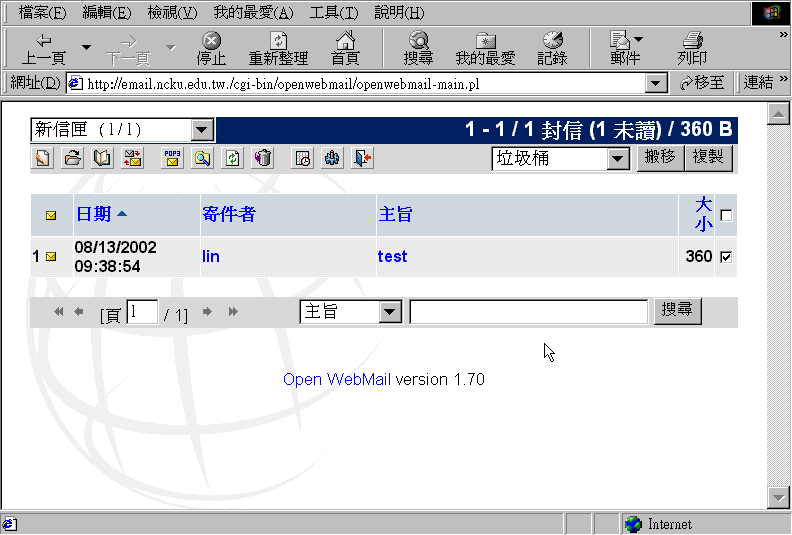 檔案(F) 編輯(E) 檢視(V) 我的最愛(A) 工具(T) 說明(H)
上一頁 下一頁 停止 重新整理 首頁 搜尋 我的最愛 記錄 郵件 列印 »
網址(D) http://email.ncku.edu.tw./cgi-bin/openwebmail/openwebmail-main.pl 移至 連結 »
新信匣 (1/1) 1 - 1 / 1 封信 (1 未讀) / 360 B
POP3 垃圾桶 搬移 複製
日期 寄件者 主旨 大小
1 08/13/2002 09:38:54 lin test 360
[頁 1 / 1] 主旨 搜尋
Open WebMail version 1.70
Internet